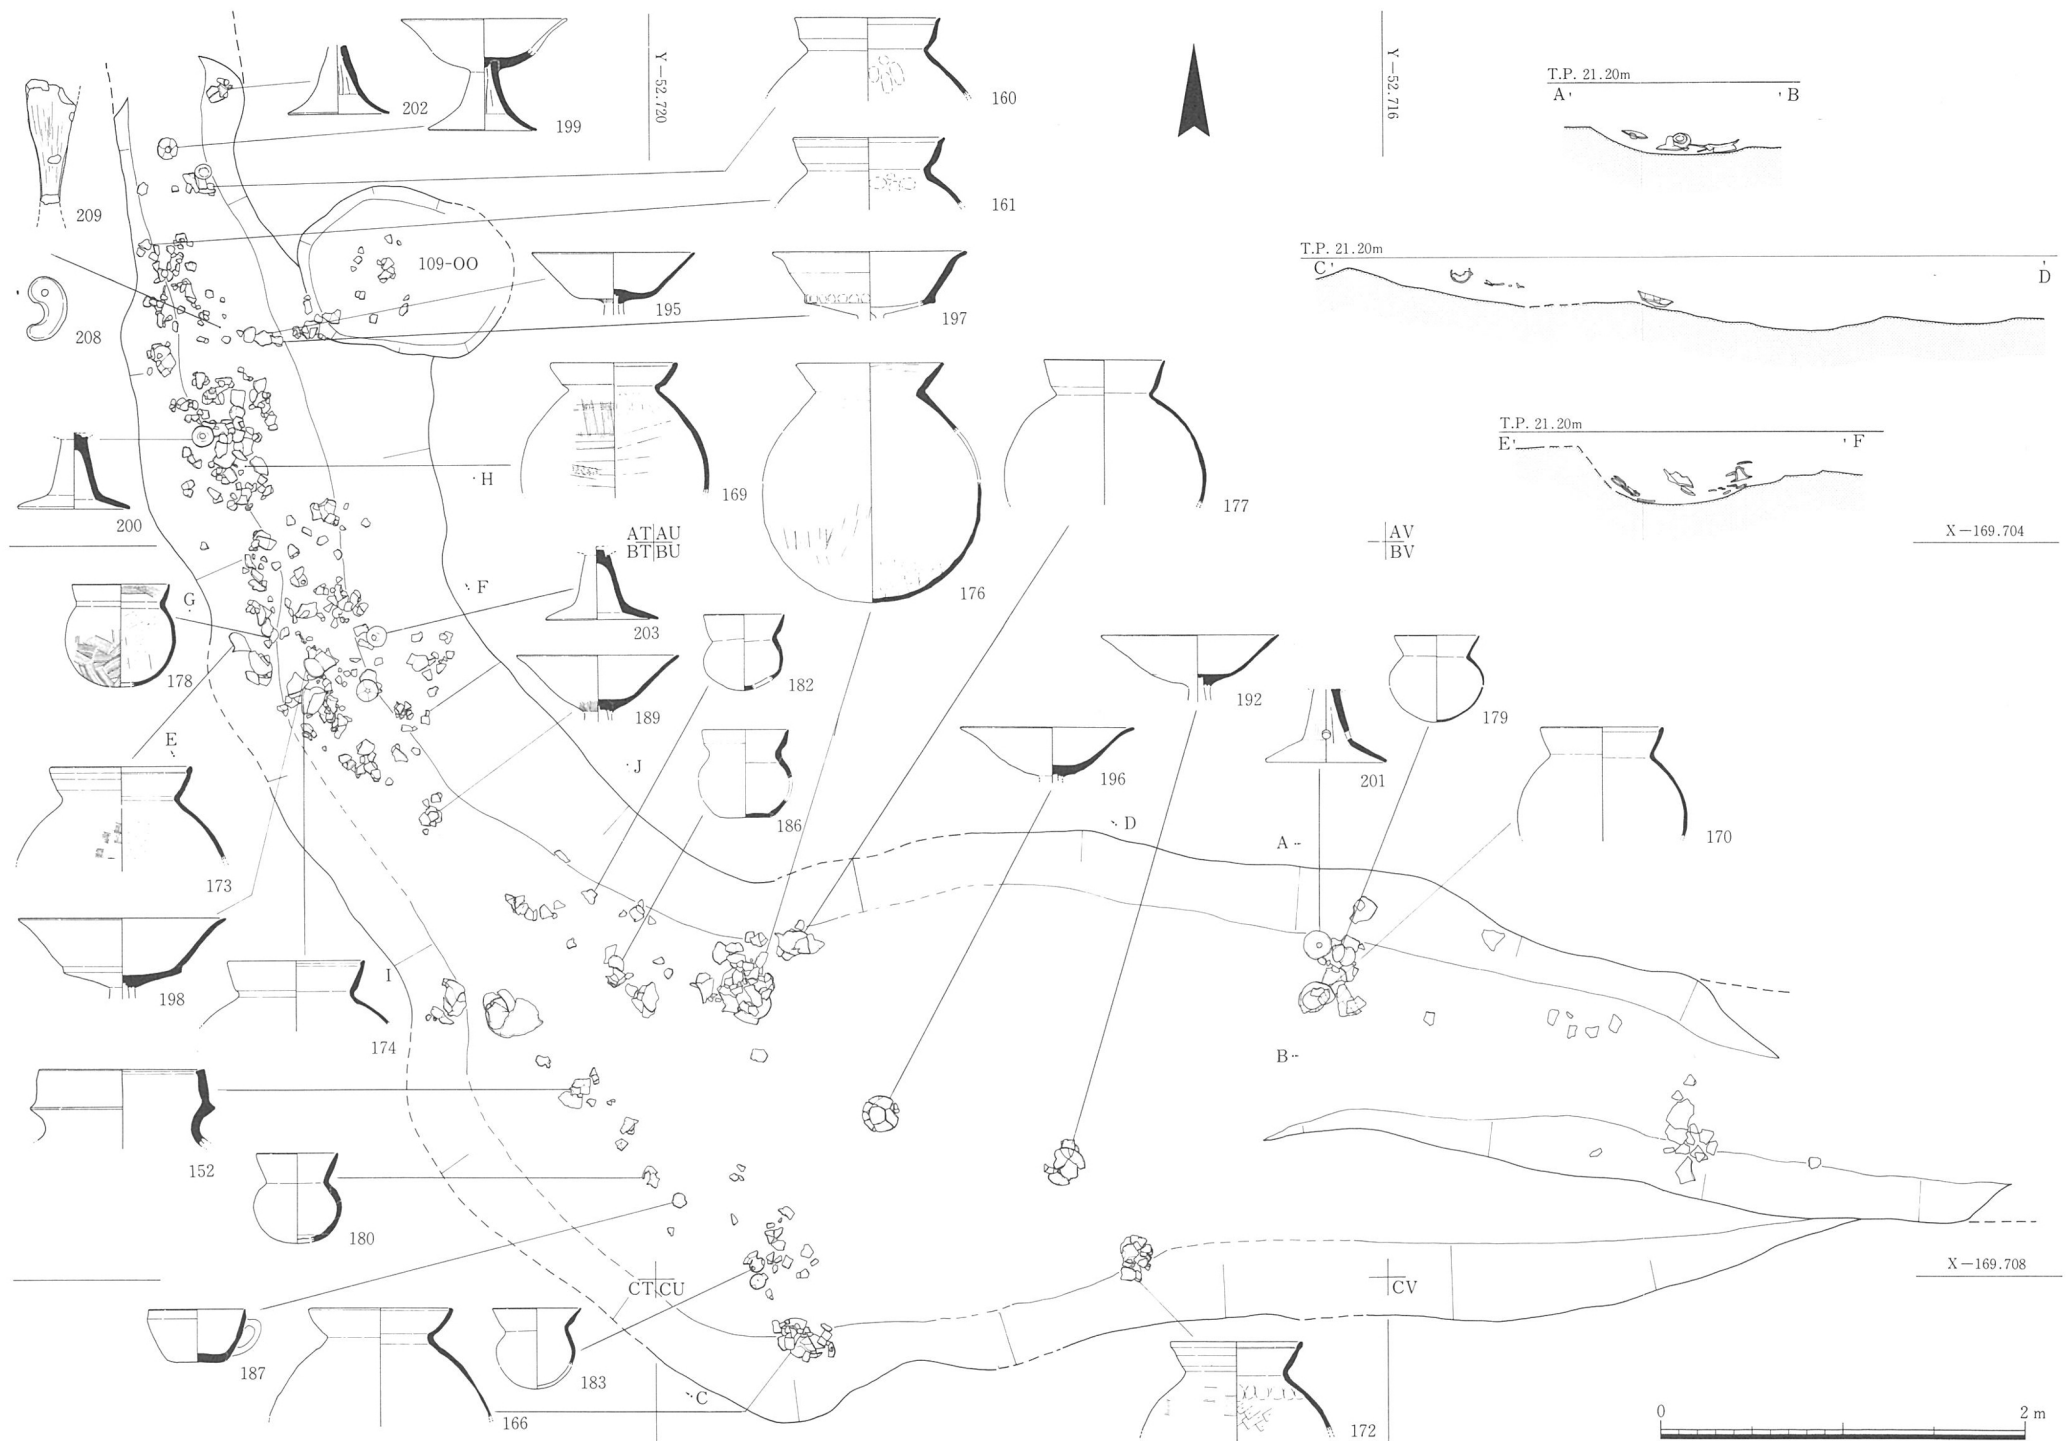 202
199
Y－52.720
160
Y－52.716
T.P. 21.20m
A
B
209
161
109-OO
195
197
T.P. 21.20m
C
D
208
169
176
177
T.P. 21.20m
E
F
200
H
AT AU
BT BU
AV
BV
X－169.704
G
F
178
203
182
189
192
201
179
E
J
186
196
170
173
D
A
198
I
174
B
152
180
CT CU
CV
X－169.708
187
166
183
C
172
0
2 m